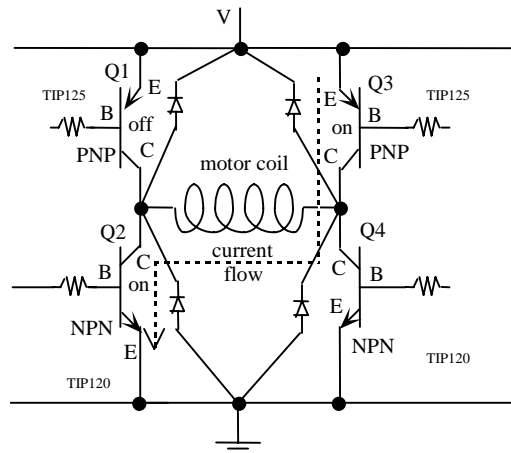 V
Q1
Q3
TIP125
E
E
TIP125
B
off
on
B
PNP
C
C
PNP
motor coil
Q2
Q4
current
flow
B
C
on
C
B
E
NPN
E
NPN
TIP120
TIP120